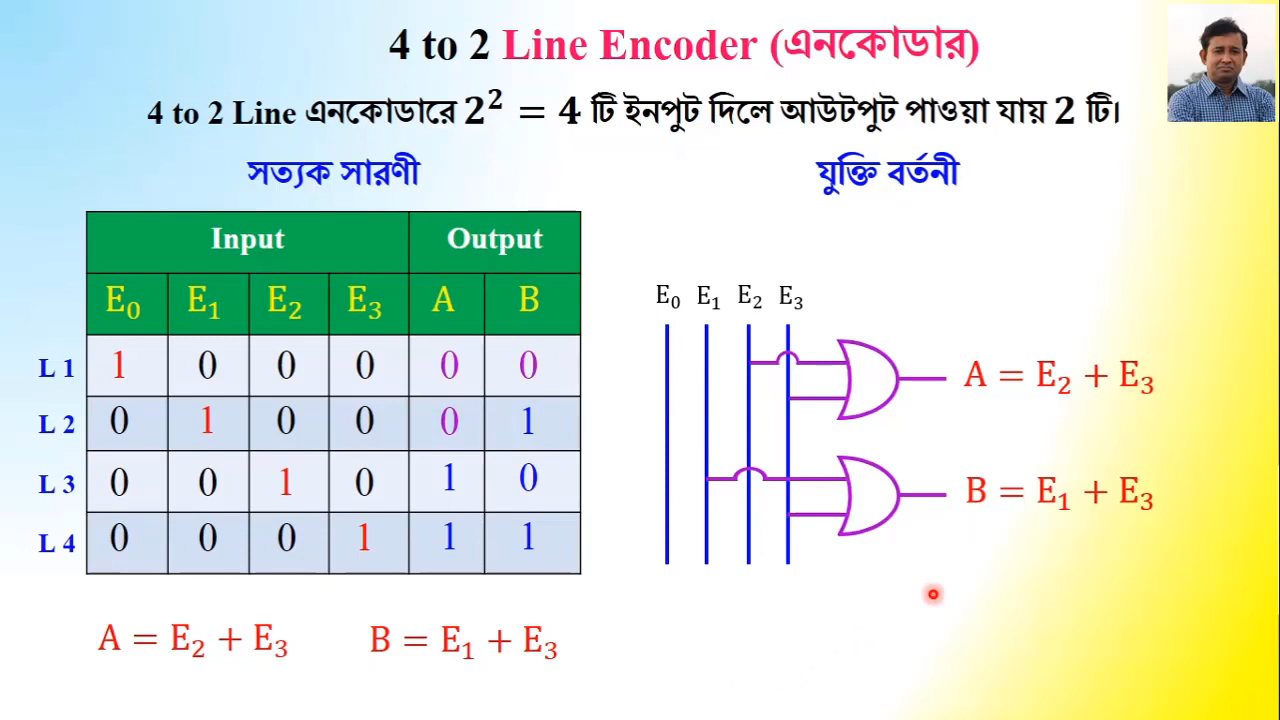 4 to 2 Line Encoder (এনকোডার)
4 to 2 Line এনকোডারে 2² = 4 টি ইনপুট দিলে আউটপুট পাওয়া যায় 2 টি।
সত্যক সারণী
যুক্তি বর্তনী
Input Output
E₀ E₁ E₂ E₃ A B
L 1 1 0 0 0 0 0
L 2 0 1 0 0 0 1
L 3 0 0 1 0 1 0
L 4 0 0 0 1 1 1
A = E₂ + E₃ B = E₁ + E₃
E₀ E₁ E₂ E₃
A = E₂ + E₃
B = E₁ + E₃